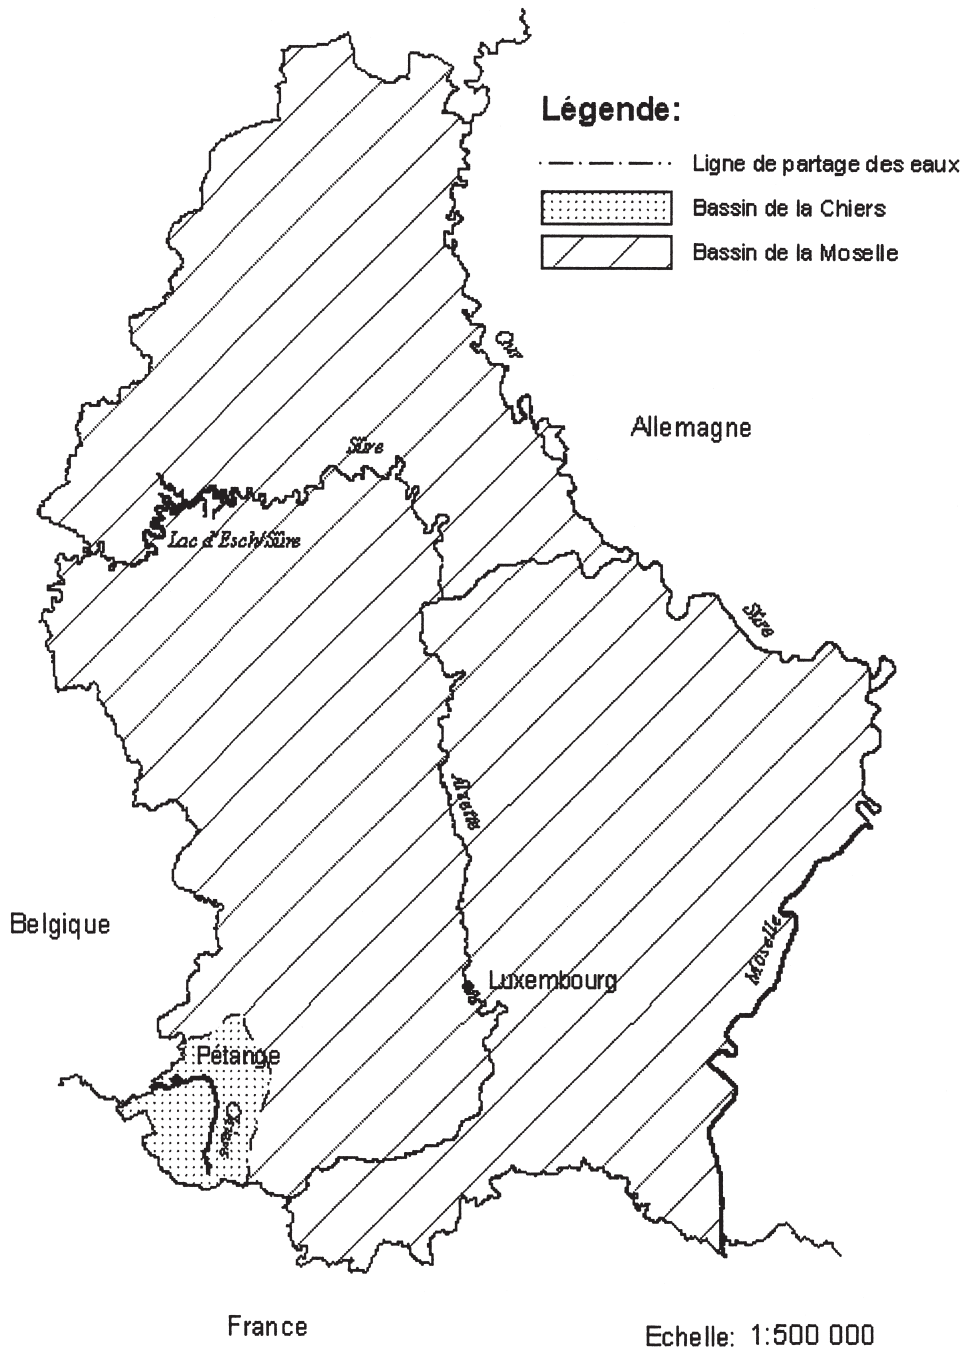 Légende:
Ligne de partage des eaux
Bassin de la Chiers
Bassin de la Moselle
Our
Allemagne
Sûre
Lac d'Esch/Sûre
Sûre
Alzette
Belgique
Moselle
Luxembourg
Pétange
Chiers
France
Echelle: 1:500 000